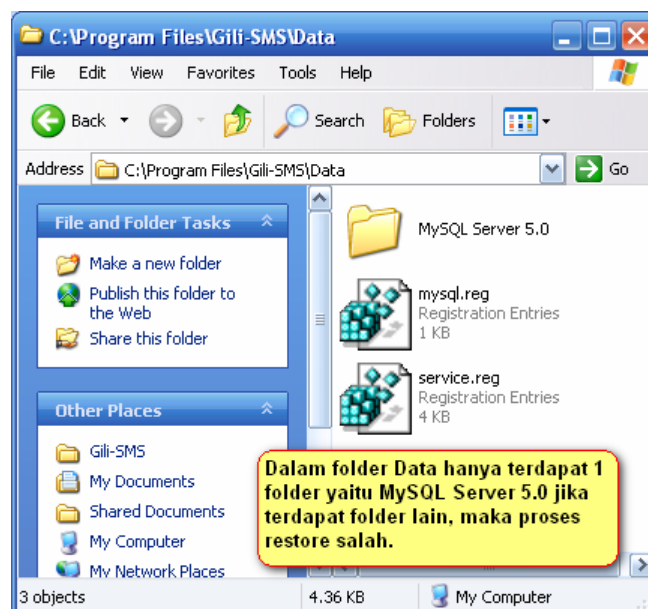 C:\Program Files\Gili-SMS\Data
File Edit View Favorites Tools Help
Back Search Folders
Address C:\Program Files\Gili-SMS\Data Go
File and Folder Tasks
Make a new folder
Publish this folder to
the Web
Share this folder
Other Places
Gili-SMS
My Documents
Shared Documents
My Computer
My Network Places
MySQL Server 5.0
mysql.reg
Registration Entries
1 KB
service.reg
Registration Entries
4 KB
Dalam folder Data hanya terdapat 1
folder yaitu MySQL Server 5.0 jika
terdapat folder lain, maka proses
restore salah.
3 objects 4.36 KB My Computer